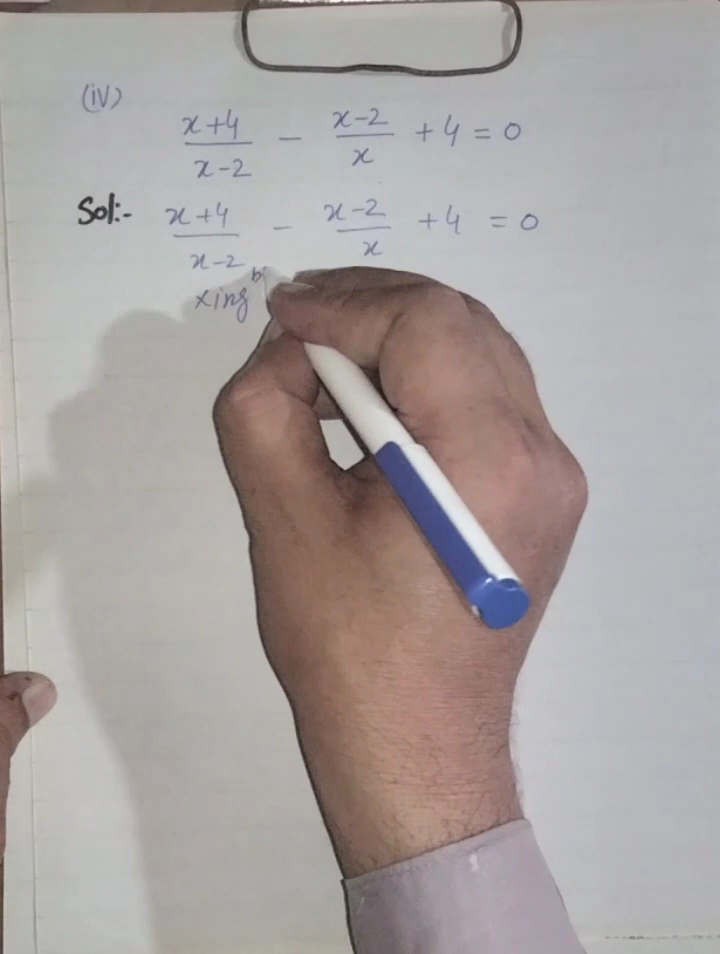 (iv)
x+4/x-2 - x-2/x +4 = 0
Sol:- x+4/x-2 - x-2/x +4 = 0
xing b